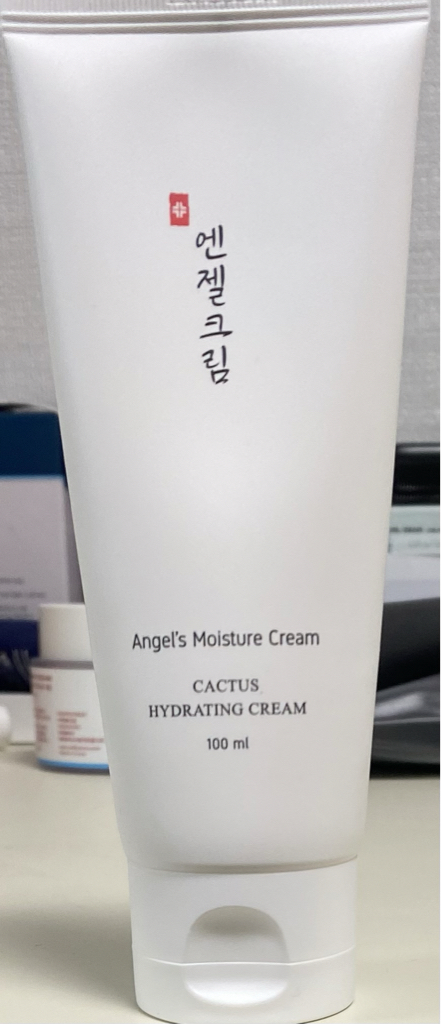 엔젤크림
Angel's Moisture Cream
CACTUS
HYDRATING CREAM
100 ml